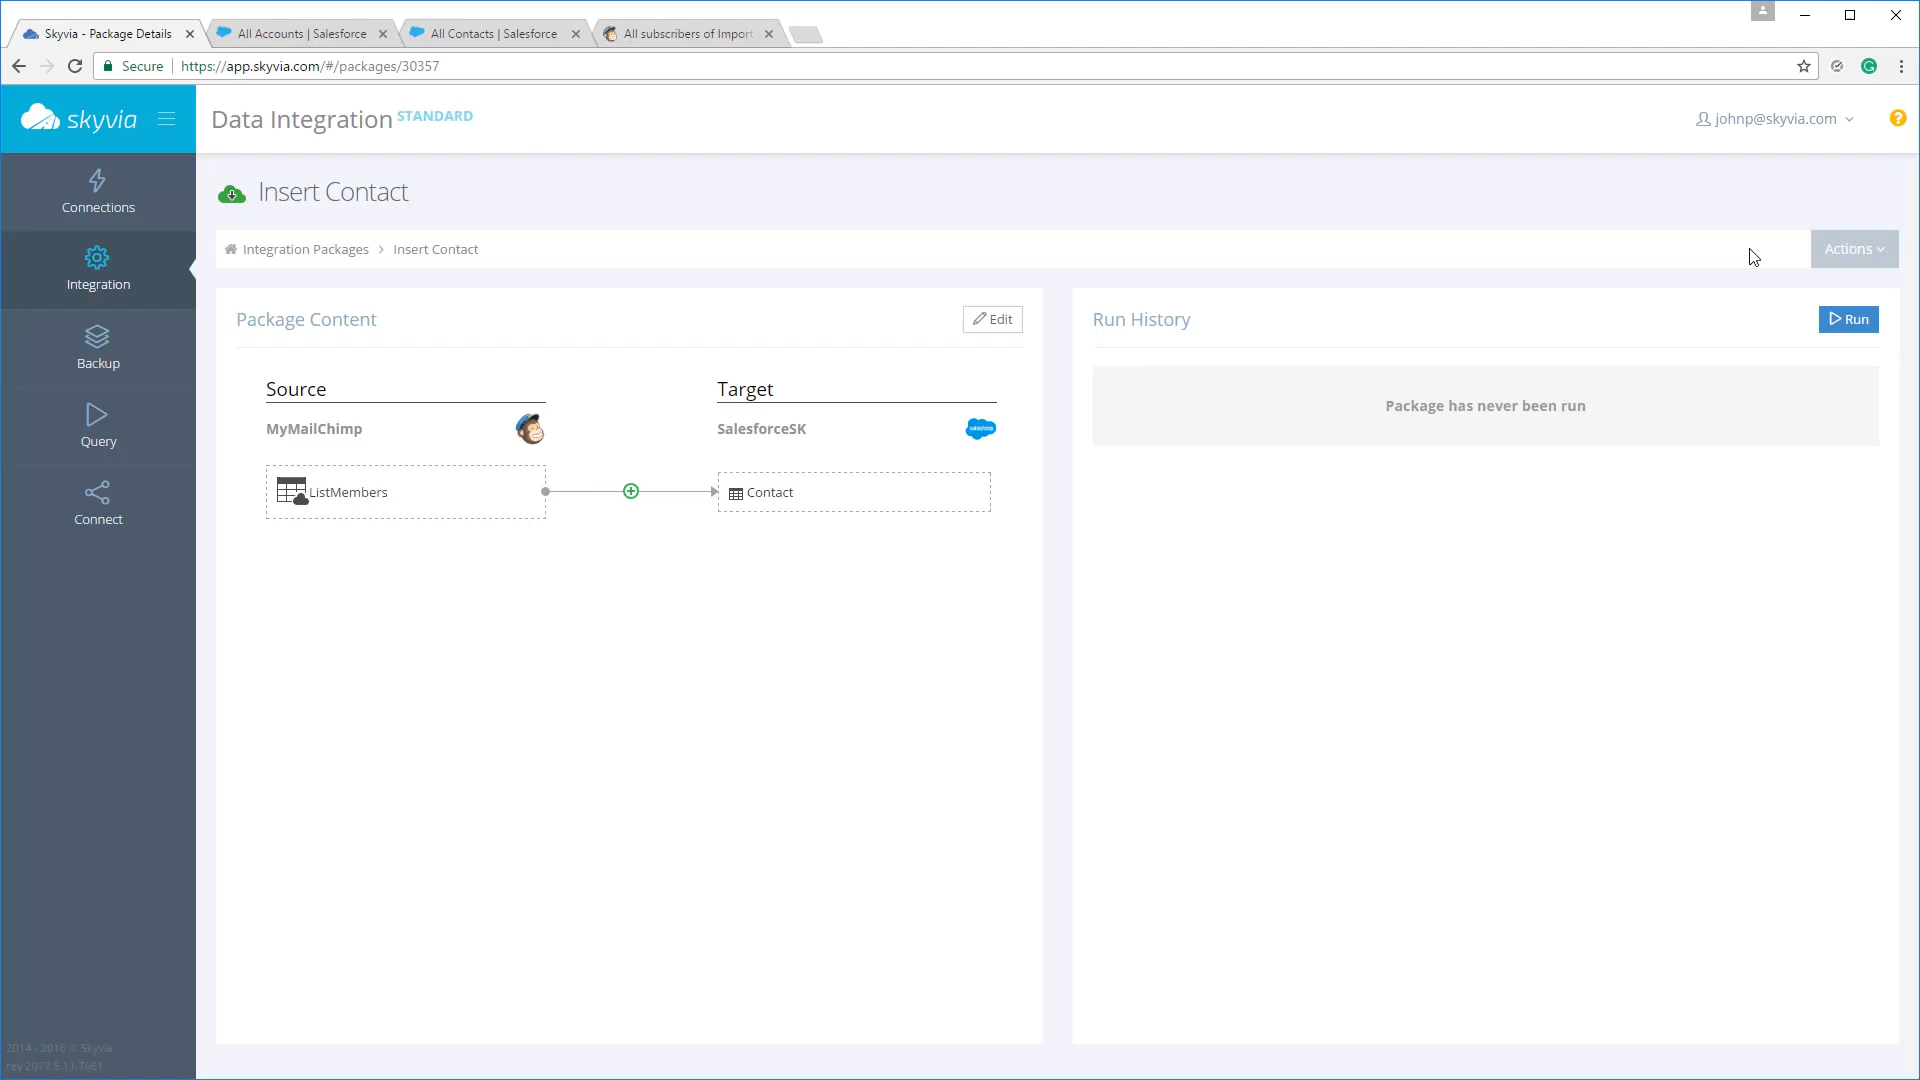 Skyvia - Package Details
All Accounts | Salesforce
All Contacts | Salesforce
All subscribers of Import
Secure
https://app.skyvia.com/#/packages/30357
skyvia
Data Integration STANDARD
johnp@skyvia.com
?
Connections
Integration
Backup
Query
Connect
Insert Contact
Integration Packages > Insert Contact
Actions
Package Content
Edit
Source
Target
MyMailChimp
SalesforceSK
ListMembers
Contact
Run History
Run
Package has never been run
2014 - 2016 © Skyvia
rev 2017.5.11.7661